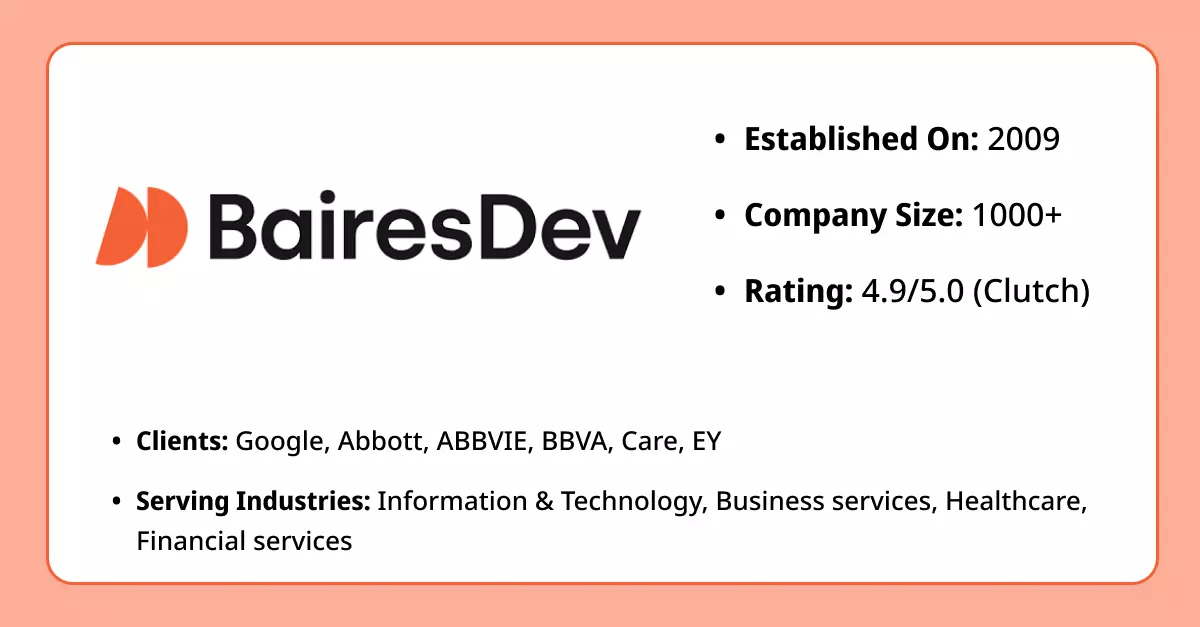 BairesDev
• Established On: 2009
• Company Size: 1000+
• Rating: 4.9/5.0 (Clutch)
• Clients: Google, Abbott, ABBVIE, BBVA, Care, EY
• Serving Industries: Information & Technology, Business services, Healthcare,
Financial services